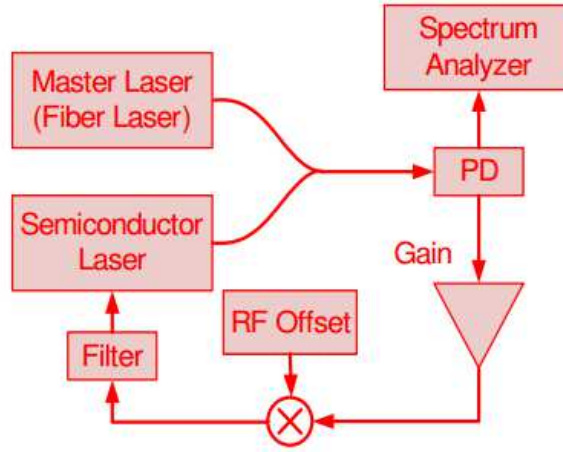 Spectrum
Analyzer
Master Laser
(Fiber Laser)
PD
Semiconductor
Laser
Gain
RF Offset
Filter